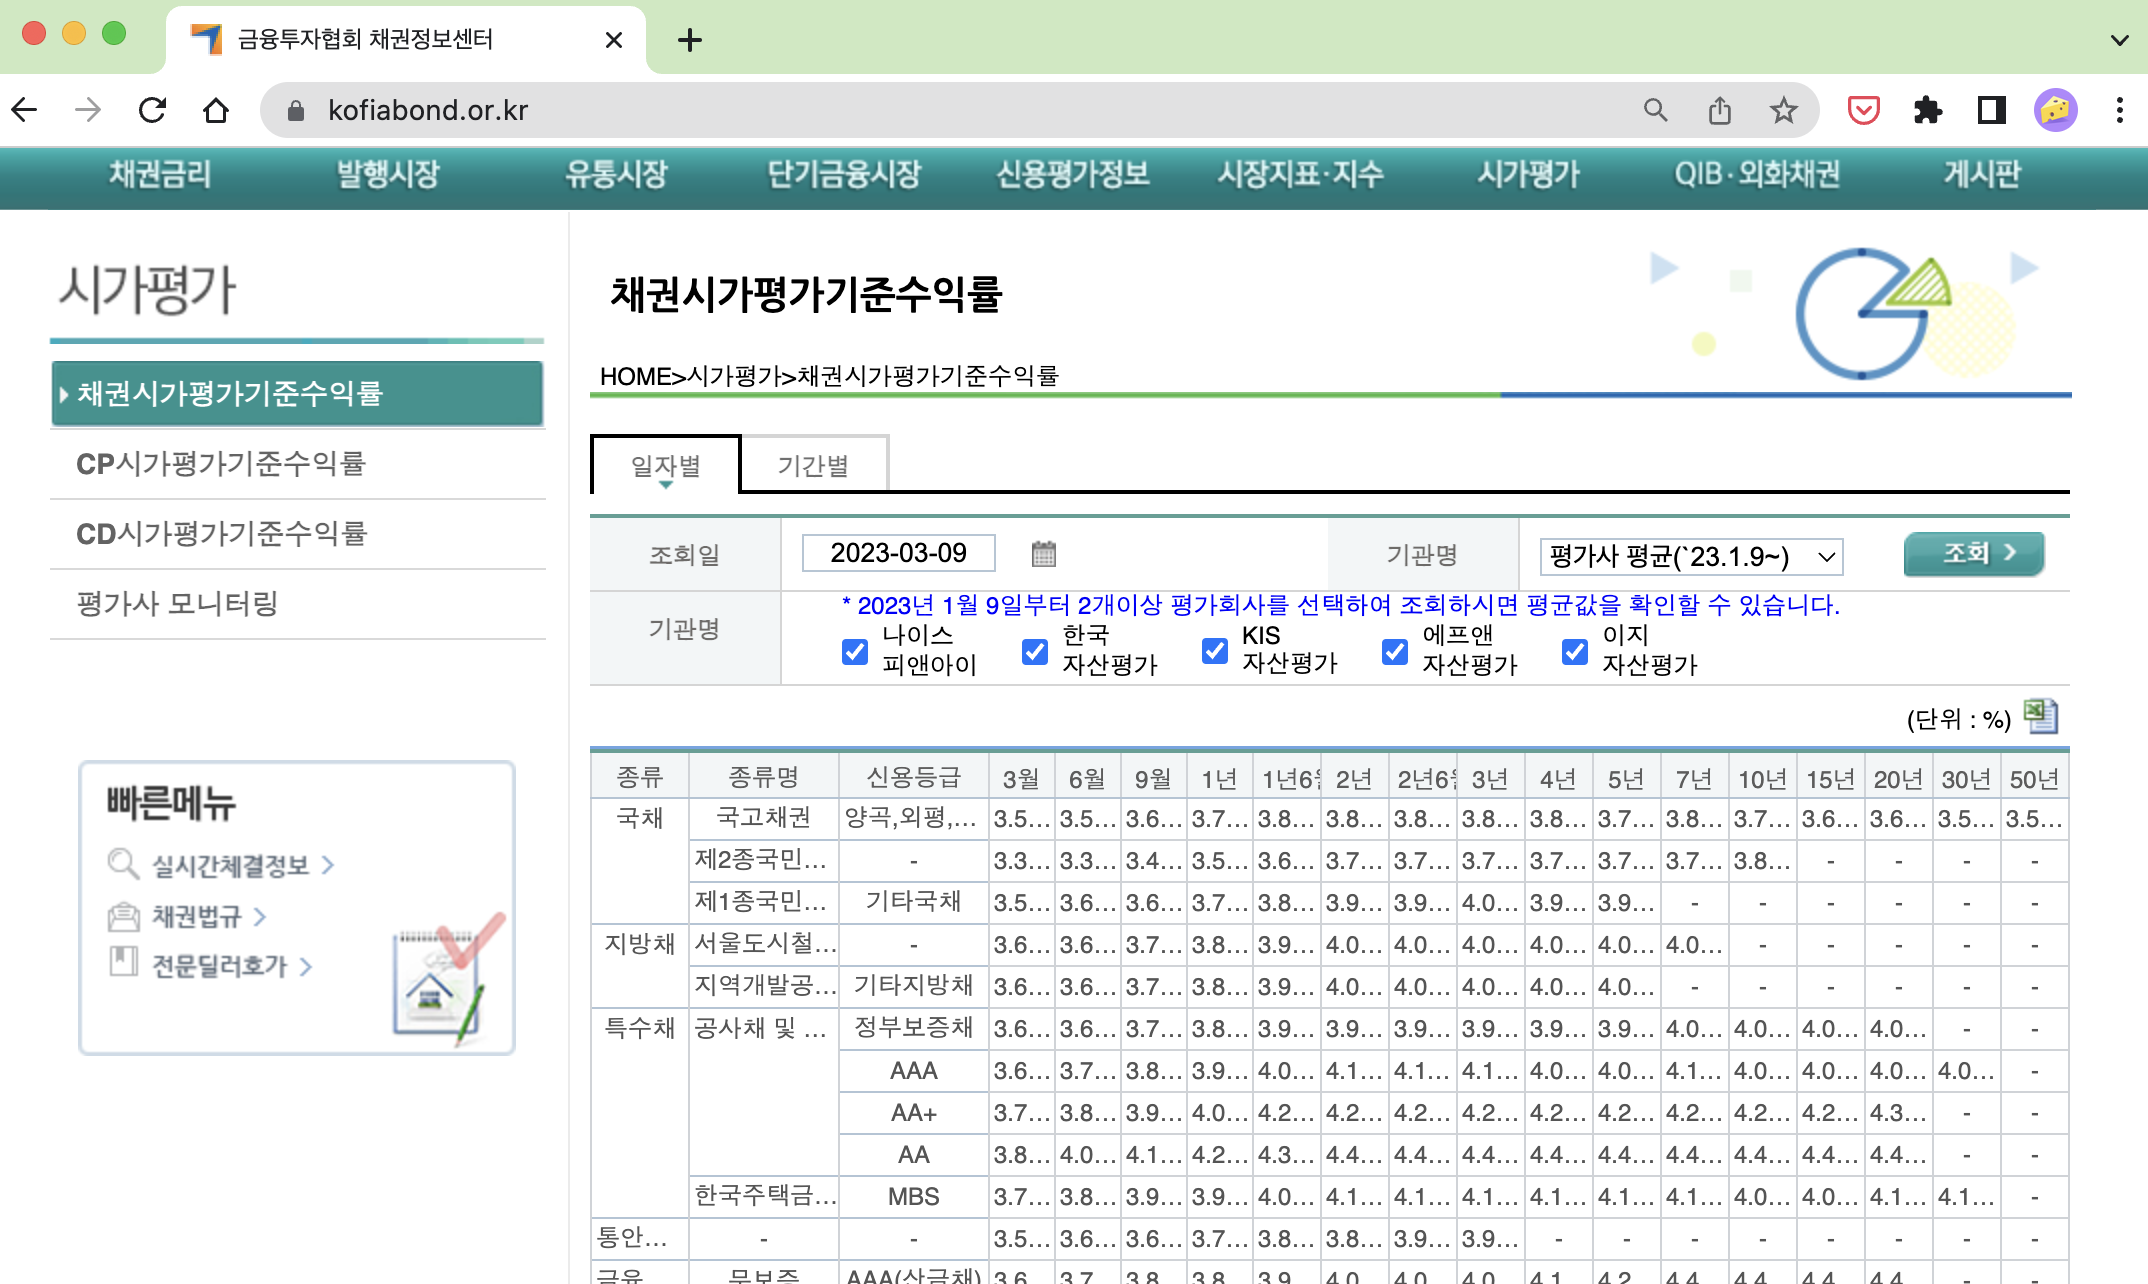 금융투자협회 채권정보센터
kofiabond.or.kr
채권금리 발행시장 유통시장 단기금융시장 신용평가정보 시장지표·지수 시가평가 QIB·외화채권 게시판
시가평가
채권시가평가기준수익률
CP시가평가기준수익률
CD시가평가기준수익률
평가사 모니터링
빠른메뉴
실시간체결정보
채권법규
전문딜러호가
채권시가평가기준수익률
HOME>시가평가>채권시가평가기준수익률
일자별 기간별
조회일 2023-03-09 기관명 평가사 평균(`23.1.9~) 조회
기관명
* 2023년 1월 9일부터 2개이상 평가회사를 선택하여 조회하시면 평균값을 확인할 수 있습니다.
나이스 피앤아이 한국 자산평가 KIS 자산평가 에프앤 자산평가 이지 자산평가
(단위 : %)
종류 종류명 신용등급 3월 6월 9월 1년 1년6 2년 2년6 3년 4년 5년 7년 10년 15년 20년 30년 50년
국채 국고채권 양곡,외평,... 3.5... 3.5... 3.6... 3.7... 3.8... 3.8... 3.8... 3.8... 3.8... 3.7... 3.8... 3.7... 3.6... 3.6... 3.5... 3.5...
제2종국민... - 3.3... 3.3... 3.4... 3.5... 3.6... 3.7... 3.7... 3.7... 3.7... 3.7... 3.7... 3.8... - - - -
제1종국민... 기타국채 3.5... 3.6... 3.6... 3.7... 3.8... 3.9... 3.9... 4.0... 3.9... 3.9... - - - - - -
지방채 서울도시철... - 3.6... 3.6... 3.7... 3.8... 3.9... 4.0... 4.0... 4.0... 4.0... 4.0... 4.0... - - - - -
지역개발공... 기타지방채 3.6... 3.6... 3.7... 3.8... 3.9... 4.0... 4.0... 4.0... 4.0... 4.0... - - - - - -
특수채 공사채 및 ... 정부보증채 3.6... 3.6... 3.7... 3.8... 3.9... 3.9... 3.9... 3.9... 3.9... 3.9... 4.0... 4.0... 4.0... 4.0... - -
AAA 3.6... 3.7... 3.8... 3.9... 4.0... 4.1... 4.1... 4.1... 4.0... 4.0... 4.1... 4.0... 4.0... 4.0... 4.0... -
AA+ 3.7... 3.8... 3.9... 4.0... 4.2... 4.2... 4.2... 4.2... 4.2... 4.2... 4.2... 4.2... 4.2... 4.3... - -
AA 3.8... 4.0... 4.1... 4.2... 4.3... 4.4... 4.4... 4.4... 4.4... 4.4... 4.4... 4.4... 4.4... 4.4... - -
한국주택금... MBS 3.7... 3.8... 3.9... 3.9... 4.0... 4.1... 4.1... 4.1... 4.1... 4.1... 4.1... 4.0... 4.0... 4.1... 4.1... -
통안... - - 3.5... 3.6... 3.6... 3.7... 3.8... 3.8... 3.9... 3.9... - - - - - - - -
금융 무보증 AAA(산금채) 3.6 3.7 3.8 3.8 3.9 4.0 4.0 4.0 4.1 4.2 4.4 4.4 4.4 4.4 - -